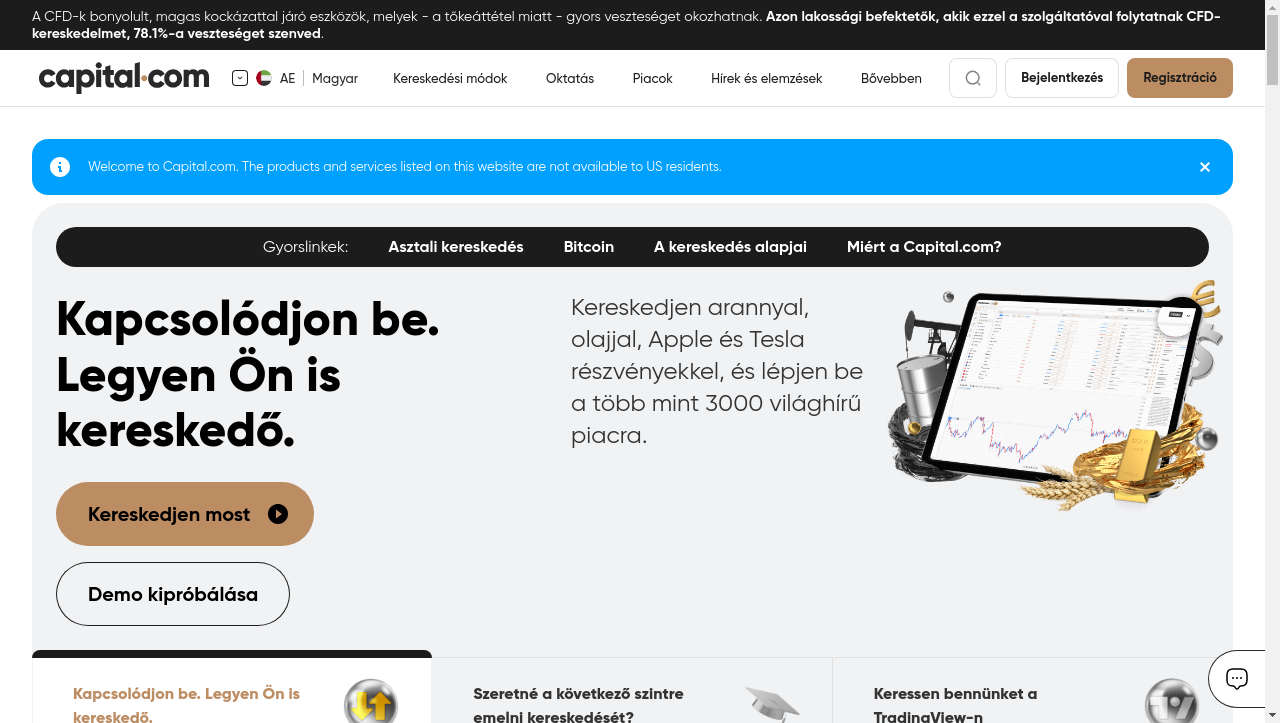 A CFD-k bonyolult, magas kockázattal járó eszközök, melyek - a tőkeáttétel miatt - gyors veszteséget okozhatnak. Azon lakossági befektetők, akik ezzel a szolgáltatóval folytatnak CFD-
kereskedelmet, 78.1%-a veszteséget szenved.
capital.com AE Magyar Kereskedési módok Oktatás Piacok Hírek és elemzések Bővebben Bejelentkezés Regisztráció
Welcome to Capital.com. The products and services listed on this website are not available to US residents.
Gyorslinkek: Asztali kereskedés Bitcoin A kereskedés alapjai Miért a Capital.com?
Kapcsolódjon be.
Legyen Ön is
kereskedő.
Kereskedjen arannyal,
olajjal, Apple és Tesla
részvényekkel, és lépjen be
a több mint 3000 világhírű
piacra.
Kereskedjen most
Demo kipróbálása
Kapcsolódjon be. Legyen Ön is
kereskedő.
Szeretné a következő szintre
emelni kereskedését?
Keressen bennünket a
TradingView-n